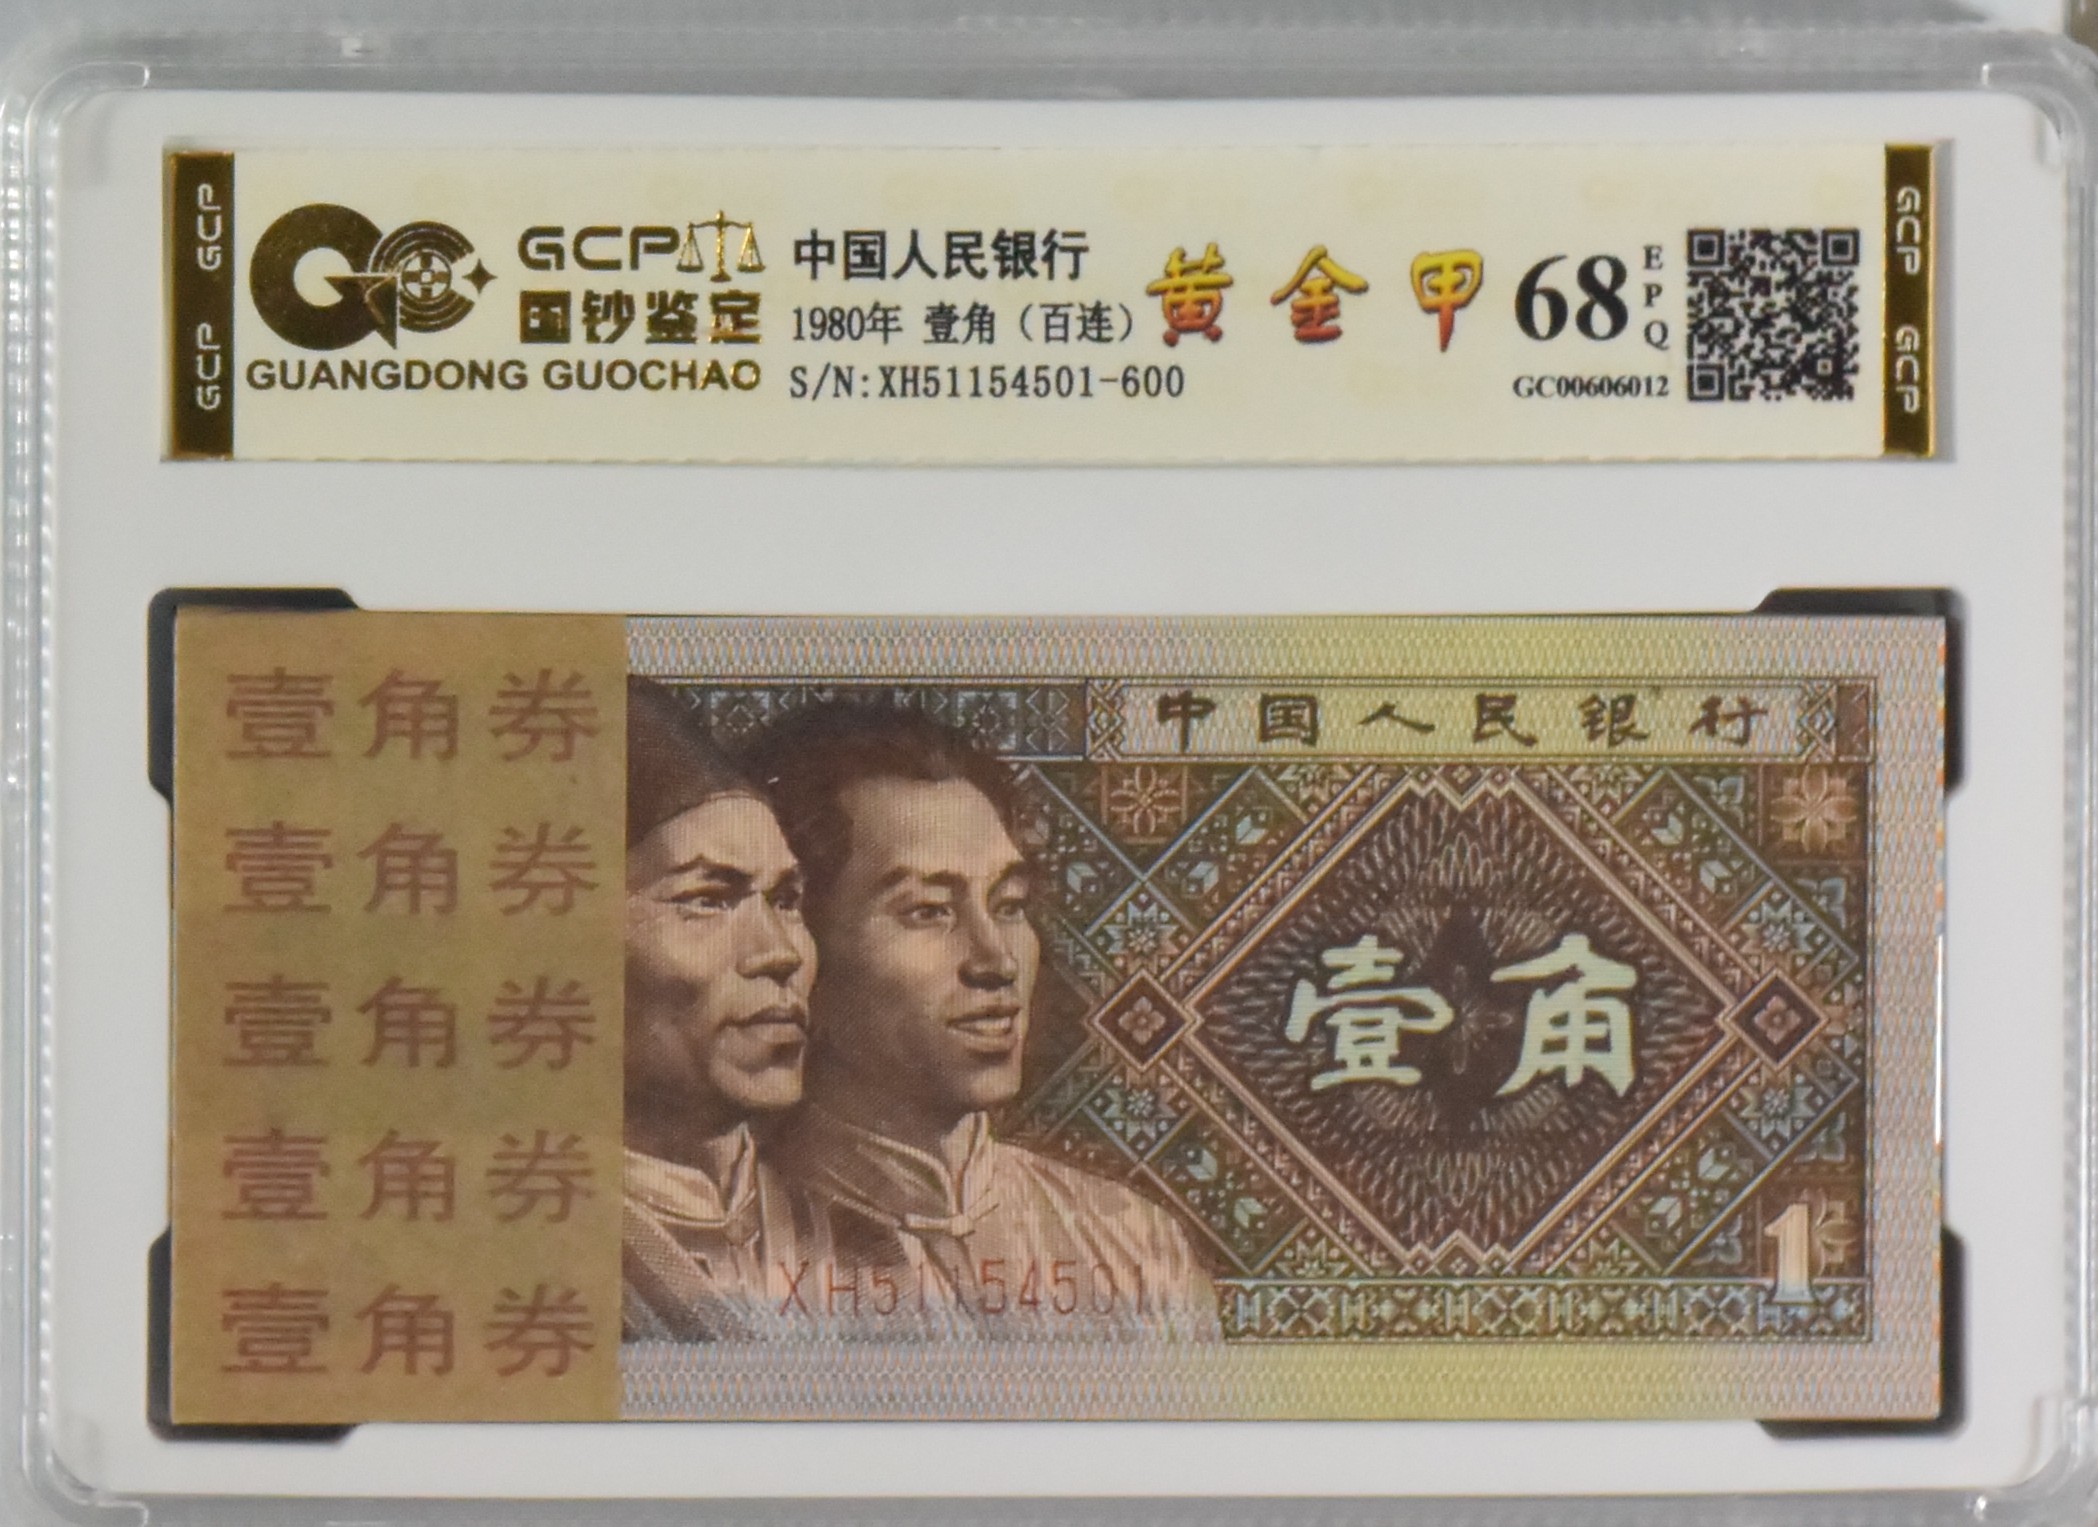 GCP GCP
GCP
国钞鉴定
GUANGDONG GUOCHAO
中国人民银行
1980年 壹角（百连）
S/N:XH51154501-600
黄金甲
68
EPQ
GC00606012
GCP GCP
壹角券
壹角券
壹角券
壹角券
壹角券
中国人民银行
壹角
XH51154501
1